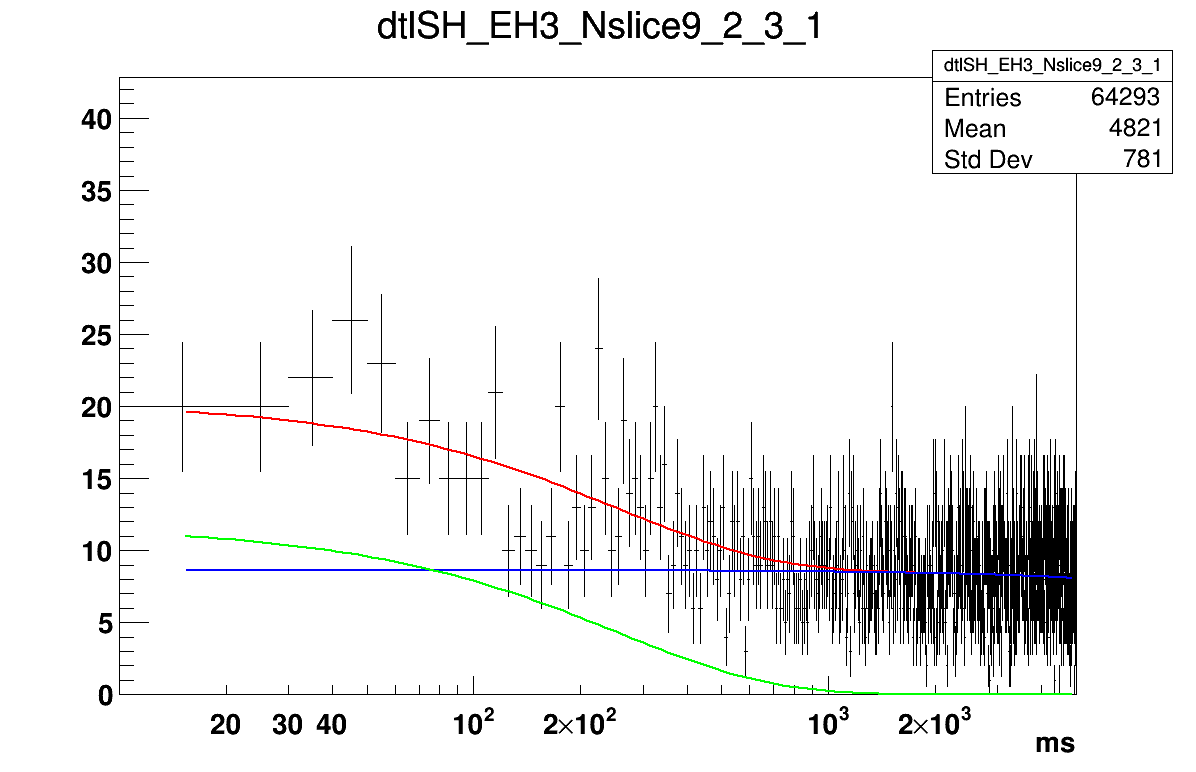 dtlSH_EH3_Nslice9_2_3_1
dtlSH_EH3_Nslice9_2_3_1
Entries 64293
Mean 4821
Std Dev 781
40
35
30
25
20
15
10
5
0
20 30 40 10² 2×10² 10³ 2×10³
ms